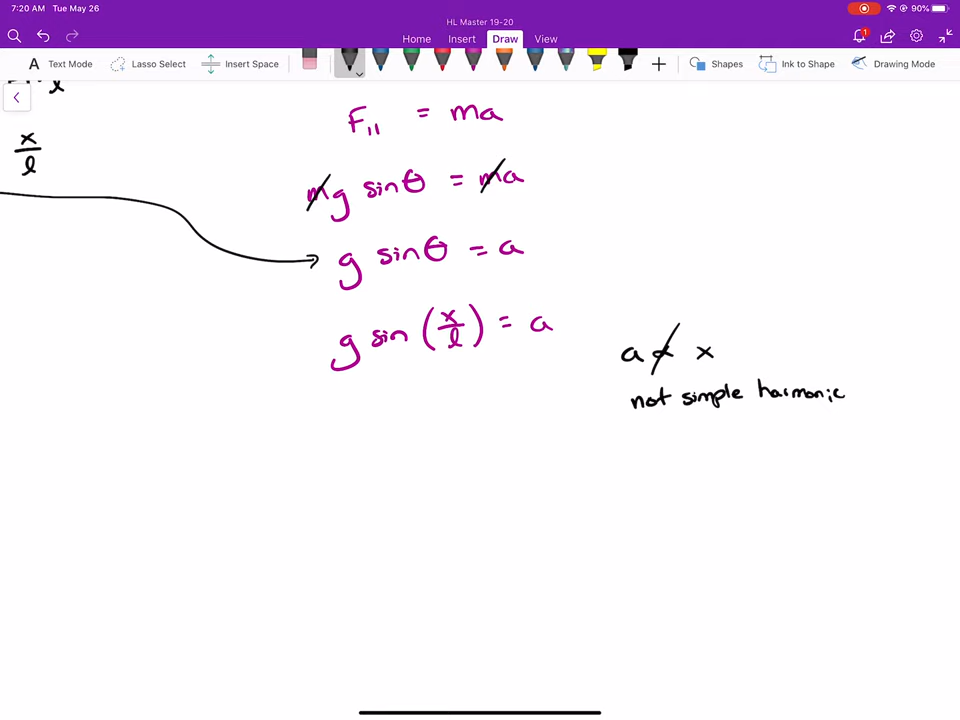 7:20 AM Tue May 26
90%
HL Master 19-20
Home Insert Draw View
1
A Text Mode Lasso Select Insert Space Shapes Ink to Shape Drawing Mode
x/l
F∥ = ma
mg sinθ = ma
g sinθ = a
g sin (x/l) = a
a ∝̸ x
not simple harmonic